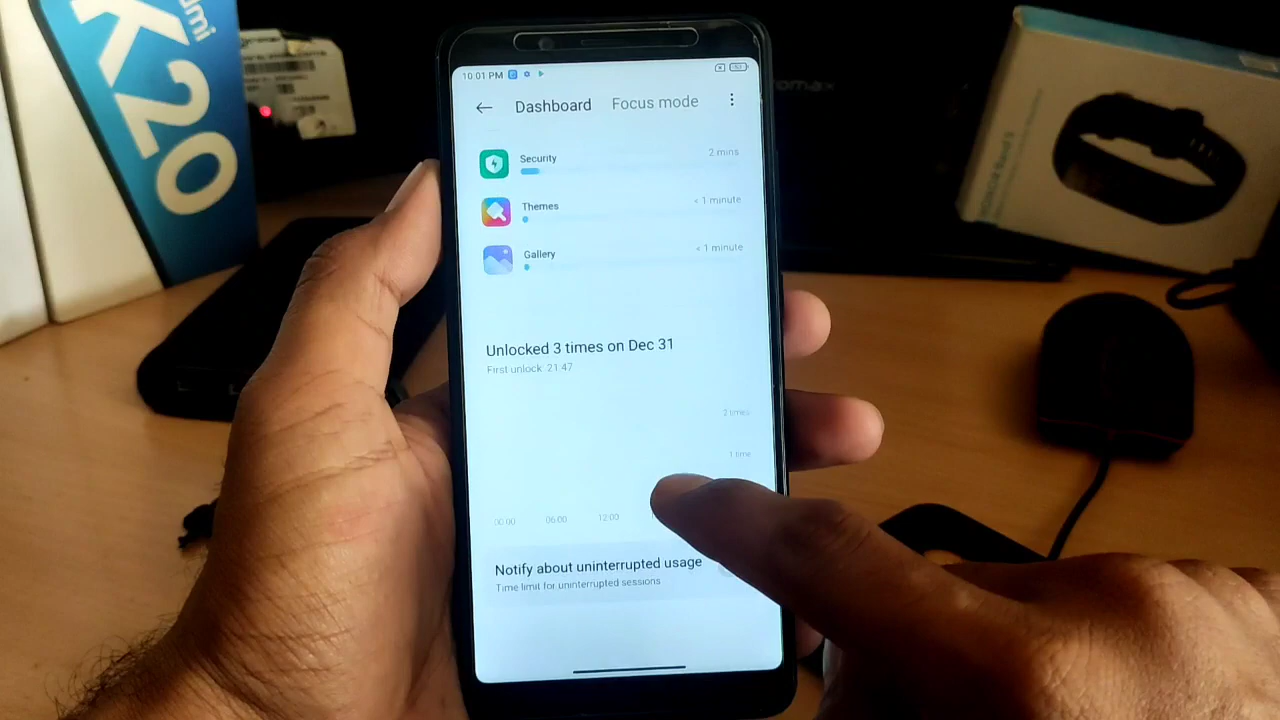 K20
10:01 PM
Dashboard Focus mode
Security 2 mins
Themes < 1 minute
Gallery < 1 minute
Unlocked 3 times on Dec 31
First unlock 21:47
2 times
1 time
00:00 06:00 12:00
Notify about uninterrupted usage
Time limit for uninterrupted sessions